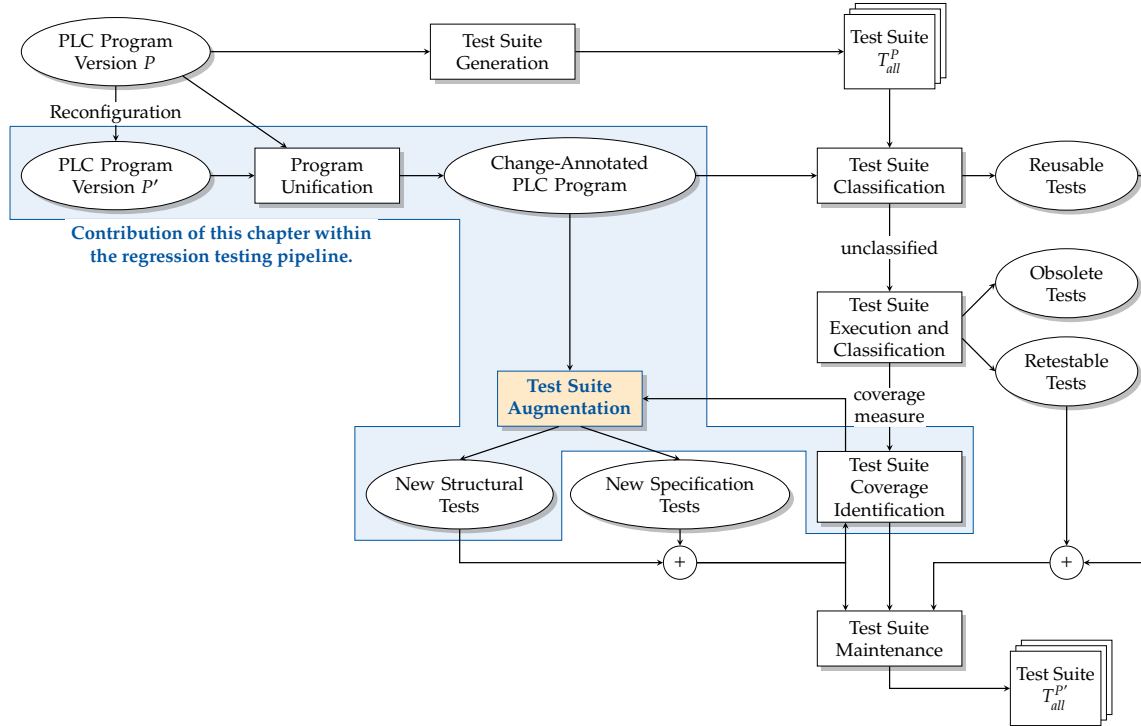 PLC Program
Version P
Test Suite
Generation
Test Suite
T_all^P
Reconfiguration
PLC Program
Version P′
Program
Unification
Change-Annotated
PLC Program
Test Suite
Classification
Reusable
Tests
Contribution of this chapter within
the regression testing pipeline.
unclassified
Obsolete
Tests
Test Suite
Execution and
Classification
Retestable
Tests
Test Suite
Augmentation
coverage
measure
New Structural
Tests
New Specification
Tests
Test Suite
Coverage
Identification
+
+
Test Suite
Maintenance
Test Suite
T_all^P′